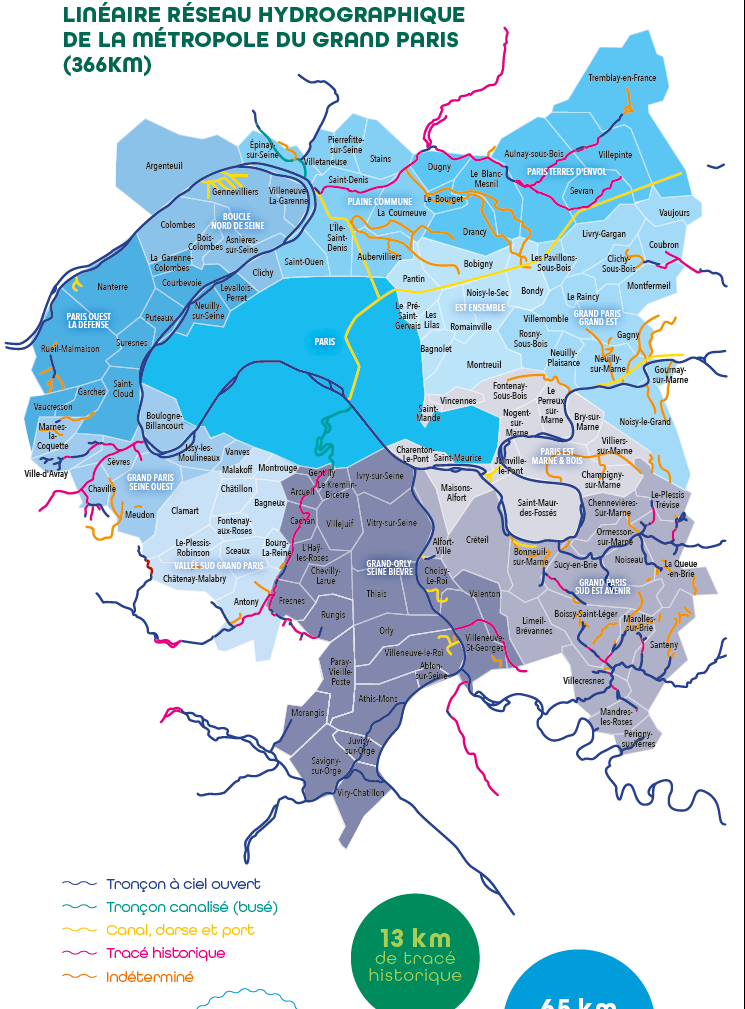 LINÉAIRE RÉSEAU HYDROGRAPHIQUE
DE LA MÉTROPOLE DU GRAND PARIS
(366KM)
Tremblay-en-France
Argenteuil
Épinay-
sur-Seine
Villetaneuse
Pierrefitte-
sur-Seine
Stains
Dugny
Le Blanc-
Mesnil
Aulnay-sous-Bois
Villepinte
PARIS TERRES D'ENVOL
Sevran
Gennevilliers
Villeneuve
La-Garenne
Saint-Denis
PLAINE COMMUNE
La Courneuve
Le Bourget
Vaujours
BOUCLE
NORD DE SEINE
Colombes
Bois-
Colombes
Asnières-
sur-Seine
L'Île-
Saint-
Denis
Drancy
Livry-Gargan
Coubron
La Garenne-
Colombes
Clichy
Saint-Ouen
Aubervilliers
Bobigny
Les Pavillons-
Sous-Bois
Clichy-
Sous-Bois
Nanterre
Courbevoie
Levallois-
Perret
Pantin
Noisy-le-Sec
Bondy
Le Raincy
Montfermeil
PARIS OUEST
LA DÉFENSE
Puteaux
Neuilly-
sur-Seine
Le Pré-
Saint-
Gervais
Les
Lilas
EST ENSEMBLE
Romainville
Villemomble
GRAND PARIS
GRAND EST
Gagny
Rueil-Malmaison
Suresnes
PARIS
Bagnolet
Rosny-
Sous-Bois
Neuilly-
Plaisance
Neuilly-
sur-Marne
Gournay-
sur-Marne
Montreuil
Garches
Saint-
Cloud
Vaucresson
Boulogne-
Billancourt
Vincennes
Saint-
Mandé
Fontenay-
Sous-Bois
Nogent-
sur-
Marne
Le
Perreux
sur-
Marne
Bry-sur-
Marne
Noisy-le-Grand
Marnes-
la-
Coquette
Issy-les-
Moulineaux
Vanves
Charenton-
Le-Pont
Saint-Maurice
Joinville-
le-Pont
PARIS EST
MARNE & BOIS
Villiers-
sur-Marne
Ville-d'Avray
Sèvres
Malakoff
Montrouge
Gentilly
Le Kremlin-
Bicêtre
Ivry-sur-Seine
Champigny-
sur-Marne
GRAND PARIS
SEINE OUEST
Chaville
Châtillon
Arcueil
Maisons-
Alfort
Saint-Maur-
des-Fossés
Chennevières-
Sur-Marne
Le-Plessis
Trévise
Meudon
Clamart
Bagneux
Cachan
Villejuif
Vitry-sur-Seine
Fontenay-
aux-Roses
Créteil
Ormesson-
sur-Marne
Le-Plessis-
Robinson
Sceaux
Bourg-
La-Reine
L'Haÿ-
les-Roses
Alfort-
Ville
Bonneuil-
sur-Marne
Sucy-en-Brie
Noiseau
La Queue
-en-Brie
VALLÉE SUD GRAND PARIS
Châtenay-Malabry
Chevilly-
Larue
GRAND-ORLY
SEINE BIÈVRE
Choisy-
Le-Roi
GRAND PARIS
SUD EST AVENIR
Antony
Fresnes
Thiais
Valenton
Rungis
Limeil-
Brévannes
Boissy-Saint-Léger
Marolles-
sur-Brie
Orly
Villeneuve-
St-Georges
Santeny
Villeneuve-le-Roi
Paray-
Vieille-
Poste
Ablon-
sur-Seine
Villecresnes
Athis-Mons
Morangis
Mandres-
les-Roses
Périgny-
sur-Yerres
Juvisy-
sur-Orge
Savigny-
sur-Orge
Viry-Chatillon
Tronçon à ciel ouvert
Tronçon canalisé (busé)
Canal, darse et port
Tracé historique
Indéterminé
13 km
de tracé
historique
65 km